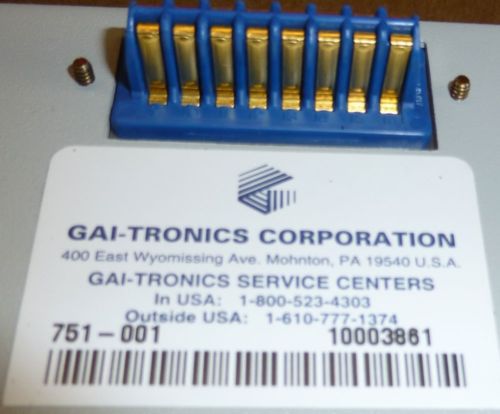 GAI-TRONICS CORPORATION
400 East Wyomissing Ave. Mohnton, PA 19540 U.S.A.
GAI-TRONICS SERVICE CENTERS
In USA: 1-800-523-4303
Outside USA: 1-610-777-1374
751-001 10003861